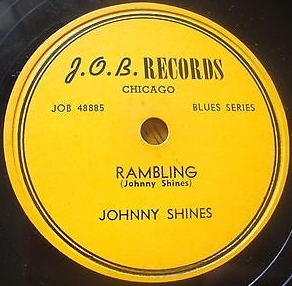 J.O.B. RECORDS
CHICAGO
JOB 48885 BLUES SERIES
RAMBLING
(Johnny Shines)
JOHNNY SHINES